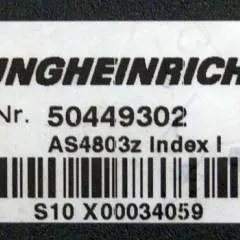 UNGHEINRICH
Nr. 50449302
AS4803z Index I
S10 X00034059